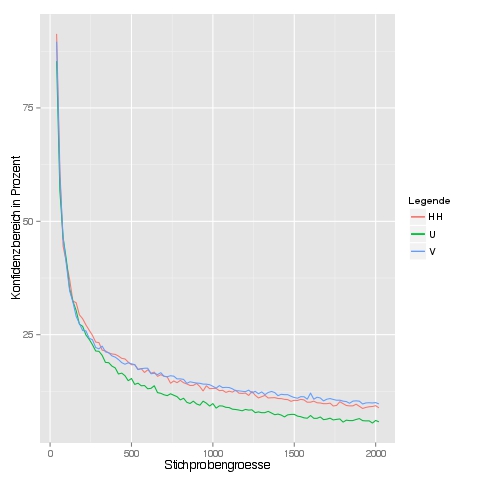 Konfidenzbereich in Prozent
75
50
25
0
500
1000
1500
2000
Stichprobengroesse
Legende
HH
U
V